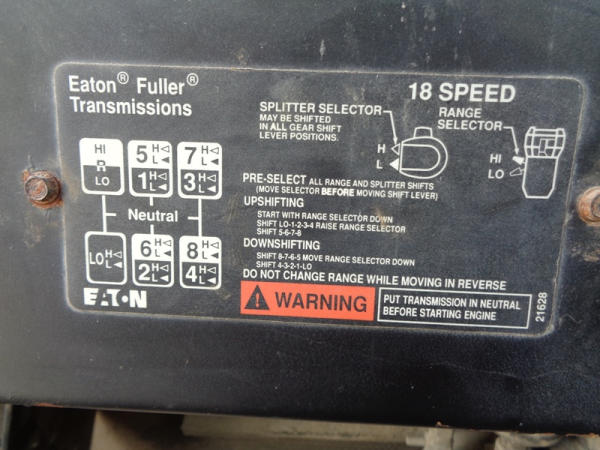 Eaton® Fuller®
Transmissions
18 SPEED
SPLITTER SELECTOR
MAY BE SHIFTED
IN ALL GEAR SHIFT
LEVER POSITIONS.
H
L
RANGE
SELECTOR
HI
LO
HI
R
LO
5 H L
1 H L
7 H L
3 H L
Neutral
LO H L
6 H L
2 H L
8 H L
4 H L
PRE-SELECT ALL RANGE AND SPLITTER SHIFTS
(MOVE SELECTOR BEFORE MOVING SHIFT LEVER)
UPSHIFTING
START WITH RANGE SELECTOR DOWN
SHIFT LO-1-2-3-4 RAISE RANGE SELECTOR
SHIFT 5-6-7-8
DOWNSHIFTING
SHIFT 8-7-6-5 MOVE RANGE SELECTOR DOWN
SHIFT 4-3-2-1-LO
DO NOT CHANGE RANGE WHILE MOVING IN REVERSE
EATON
WARNING
PUT TRANSMISSION IN NEUTRAL
BEFORE STARTING ENGINE
21628